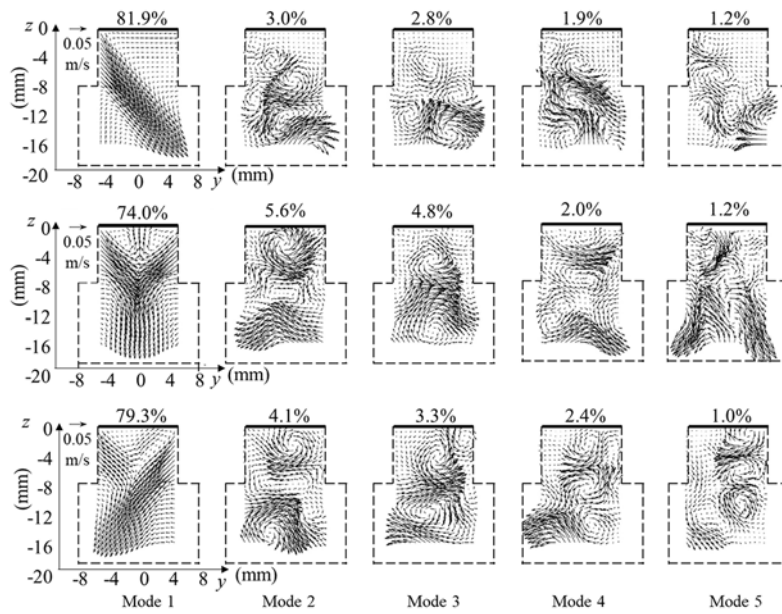 81.9% 3.0% 2.8% 1.9% 1.2%
z 0
0.05
m/s
-4
-8
-12
-16
-20
(mm)
-8 -4 0 4 8 y (mm)
74.0% 5.6% 4.8% 2.0% 1.2%
z 0
0.05
m/s
-4
-8
-12
-16
-20
(mm)
-8 -4 0 4 8 y (mm)
79.3% 4.1% 3.3% 2.4% 1.0%
z 0
0.05
m/s
-4
-8
-12
-16
-20
(mm)
-8 -4 0 4 8 y (mm)
Mode 1 Mode 2 Mode 3 Mode 4 Mode 5